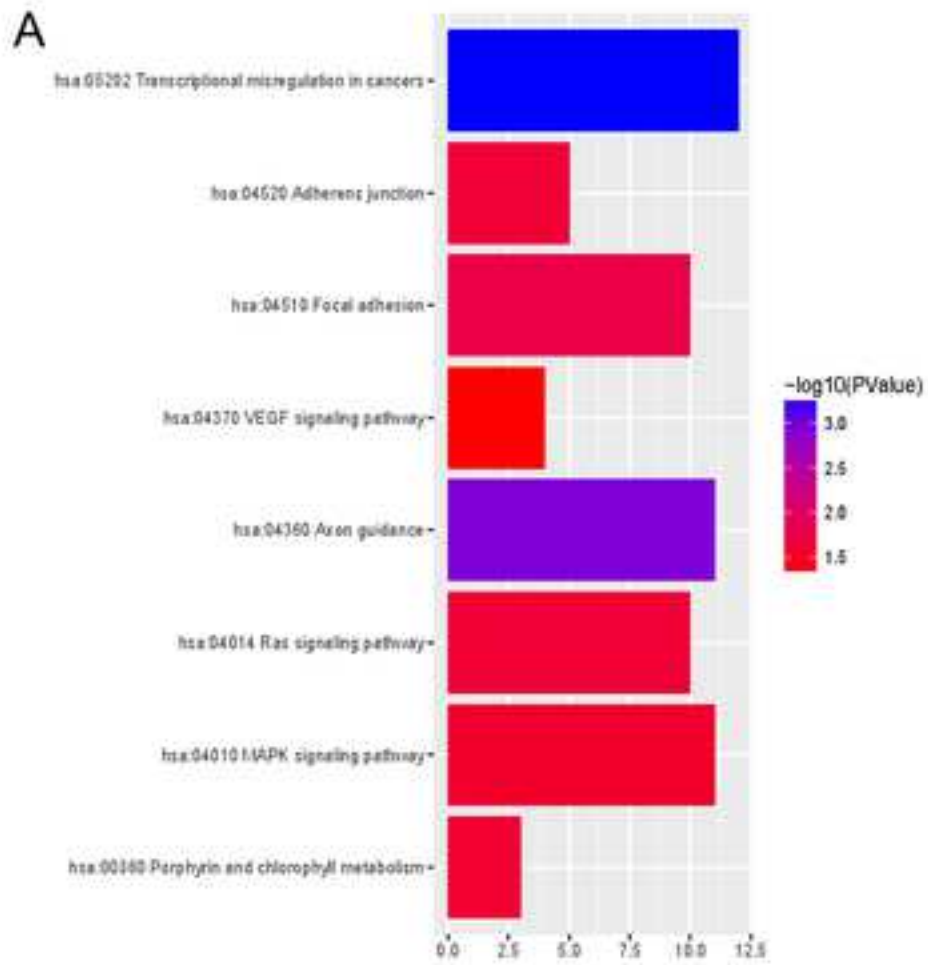 A
hsa:05202 Transcriptional misregulation in cancers
hsa:04520 Adherens junction
hsa:04510 Focal adhesion
hsa:04370 VEGF signaling pathway
hsa:04360 Axon guidance
hsa:04014 Ras signaling pathway
hsa:04010 MAPK signaling pathway
hsa:00860 Porphyrin and chlorophyll metabolism
0.0 2.5 5.0 7.5 10.0 12.5
-log10(PValue)
3.0
2.5
2.0
1.5